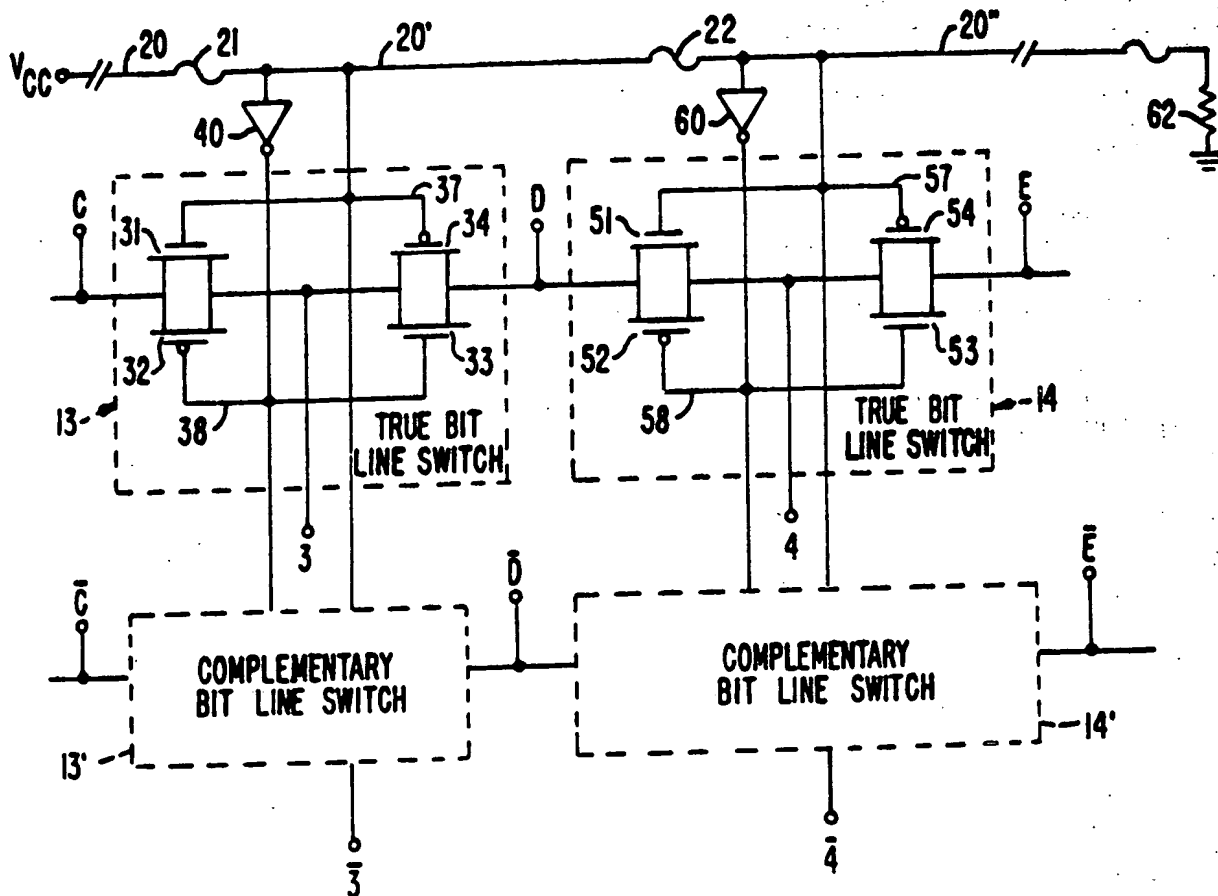 VCC 20 21 20' 22 20"
62
40 60
C 37 D 57 E
31 34 51 54
32 33 52 53
13 38 TRUE BIT
LINE SWITCH
58 TRUE BIT
LINE SWITCH 14
3 4
C̅ D̅ E̅
COMPLEMENTARY
BIT LINE SWITCH
COMPLEMENTARY
BIT LINE SWITCH
13' 14'
3̅ 4̅